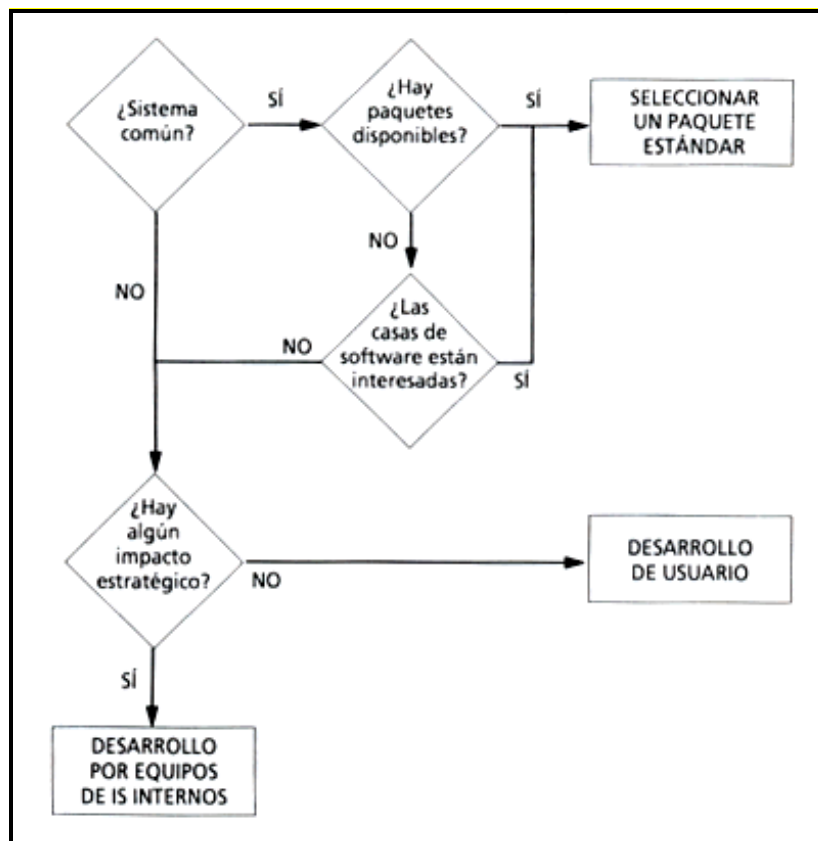 ¿Sistema
común?
SÍ
¿Hay
paquetes
disponibles?
SÍ
SELECCIONAR
UN PAQUETE
ESTÁNDAR
NO
NO
¿Las
casas de
software están
interesadas?
NO
SÍ
¿Hay
algún
impacto
estratégico?
NO
DESARROLLO
DE USUARIO
SÍ
DESARROLLO
POR EQUIPOS
DE IS INTERNOS